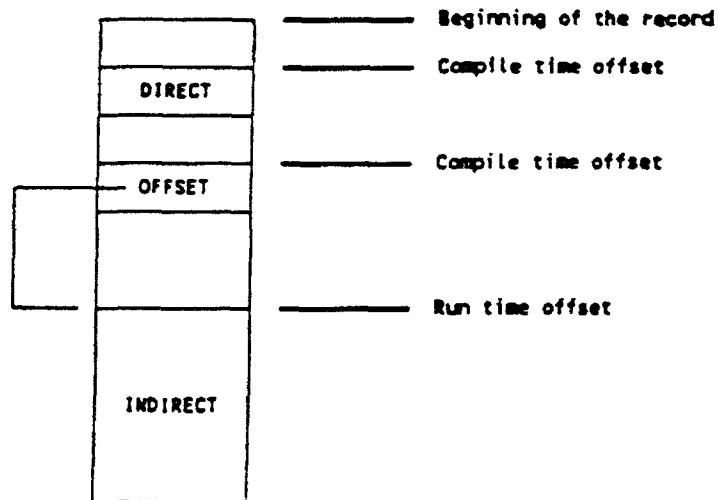 Beginning of the record
Compile time offset
DIRECT
Compile time offset
OFFSET
Run time offset
INDIRECT